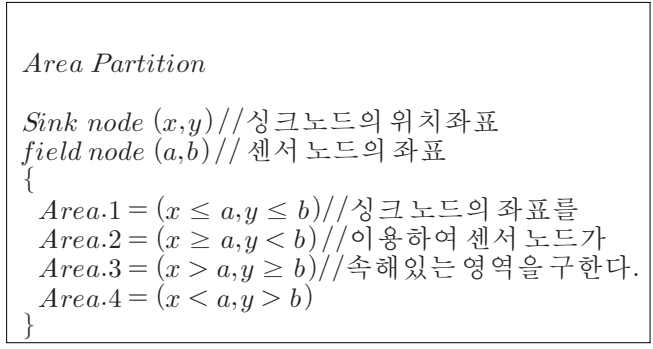 Area Partition
Sink node (x,y)//싱크노드의 위치좌표
field node (a,b)// 센서 노드의 좌표
{
Area.1 = (x ≤ a,y ≤ b)//싱크 노드의 좌표를
Area.2 = (x ≥ a,y < b)//이용하여 센서 노드가
Area.3 = (x > a,y ≥ b)//속해있는 영역을 구한다.
Area.4 = (x < a,y > b)
}